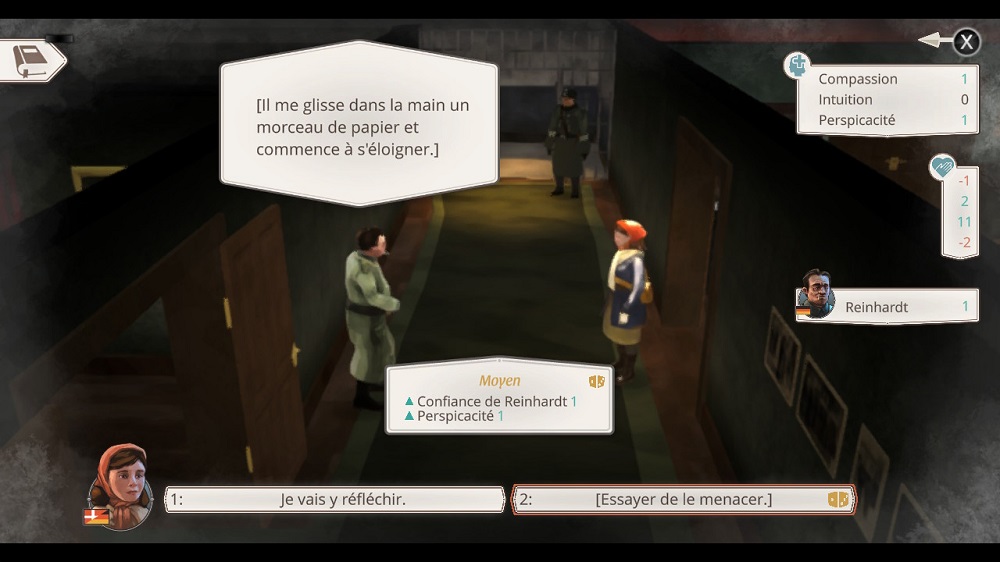 [Il me glisse dans la main un
morceau de papier et
commence à s'éloigner.]
X
Compassion 1
Intuition 0
Perspicacité 1
-1
2
11
-2
Reinhardt 1
Moyen
Confiance de Reinhardt 1
Perspicacité 1
1: Je vais y réfléchir.
2: [Essayer de le menacer.]